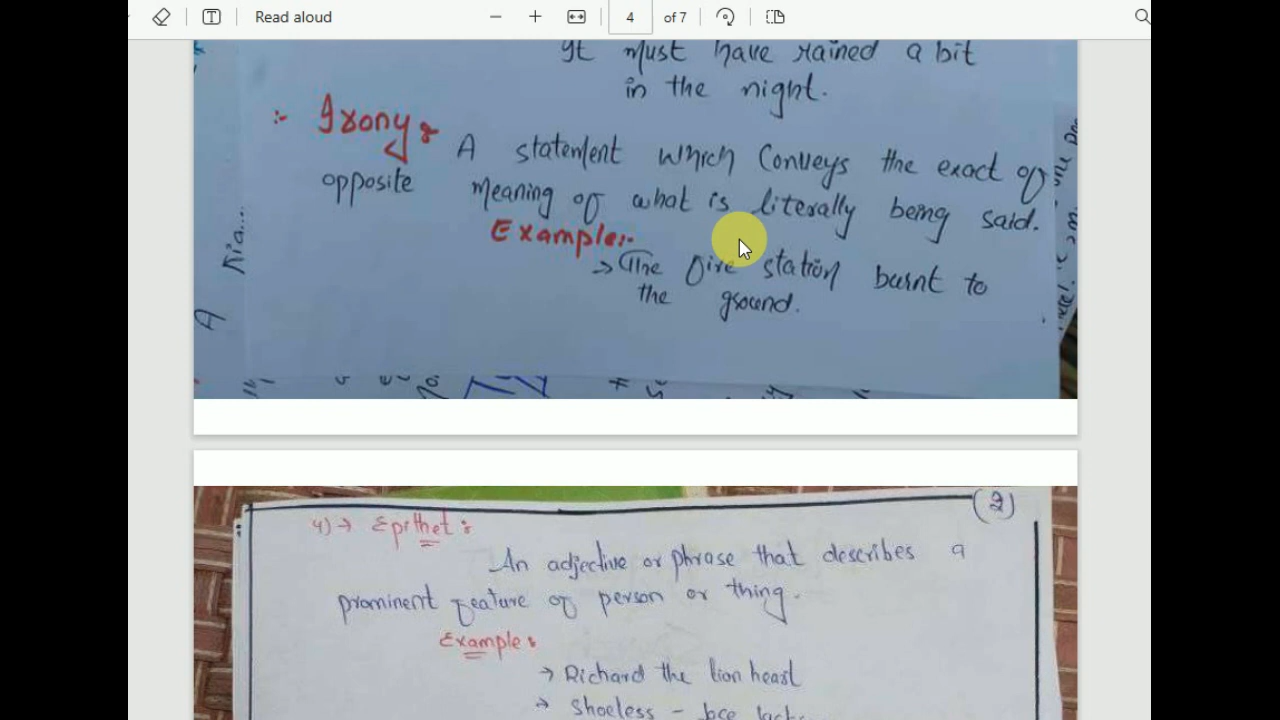 Read aloud
4 of 7
It must have rained a bit
in the night.
:- Irony:
A statement which conveys the exact of
opposite meaning of what is literally being said.
Example:-
→ The fire station burnt to
the ground.
(2)
4) → Epithet:
An adjective or phrase that describes a
prominent feature of person or thing.
Example:
→ Richard the lion heart
→ Shoeless -